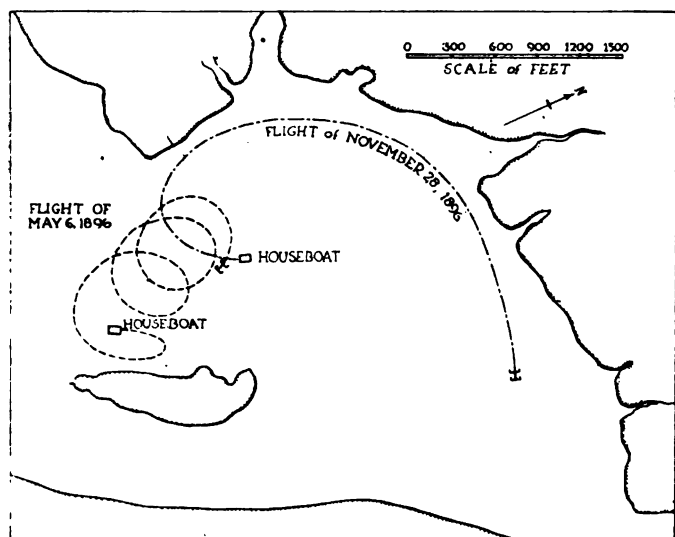 0 300 600 900 1200 1500
SCALE of FEET
N
FLIGHT of NOVEMBER 28, 1896
FLIGHT OF
MAY 6, 1896
HOUSEBOAT
HOUSEBOAT